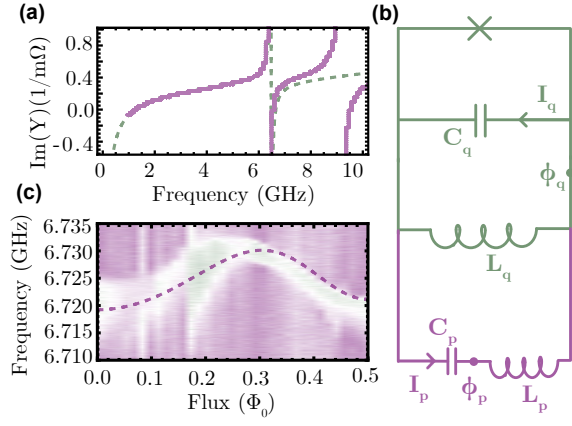 (a)
Im(Y)(1/mΩ)
0.8
0.4
0.0
-0.4
0 2 4 6 8 10
Frequency (GHz)
(b)
I_q
C_q
ϕ_q
L_q
C_p
I_p
ϕ_p
L_p
(c)
Frequency (GHz)
6.735
6.730
6.720
6.715
6.710
0.0 0.1 0.2 0.3 0.4 0.5
Flux (Φ_0)